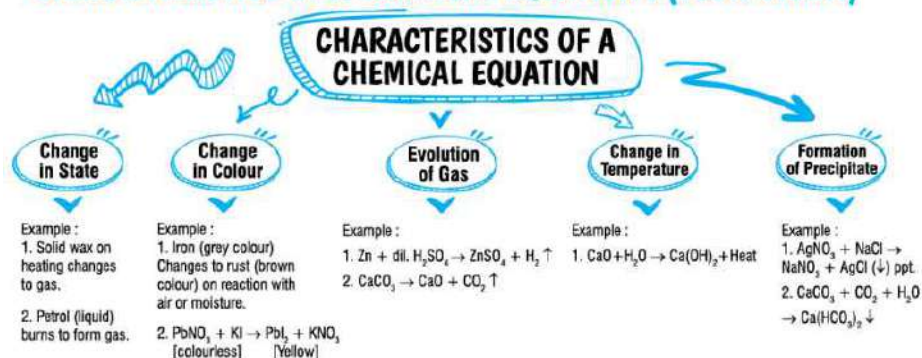 CHARACTERISTICS OF A
CHEMICAL EQUATION
Change
in State
Example :
1. Solid wax on
heating changes
to gas.
2. Petrol (liquid)
burns to form gas.
Change
in Colour
Example :
1. Iron (grey colour)
Changes to rust (brown
colour) on reaction with
air or moisture.
2. PbNO₃ + KI → PbI₂ + KNO₃
[colourless] [Yellow]
Evolution
of Gas
Example :
1. Zn + dil. H₂SO₄ → ZnSO₄ + H₂ ↑
2. CaCO₃ → CaO + CO₂ ↑
Change in
Temperature
Example :
1. CaO+H₂O → Ca(OH)₂+Heat
Formation
of Precipitate
Example :
1. AgNO₃ + NaCl →
NaNO₃ + AgCl (↓) ppt.
2. CaCO₃ + CO₂ + H₂O
→ Ca(HCO₃)₂ ↓